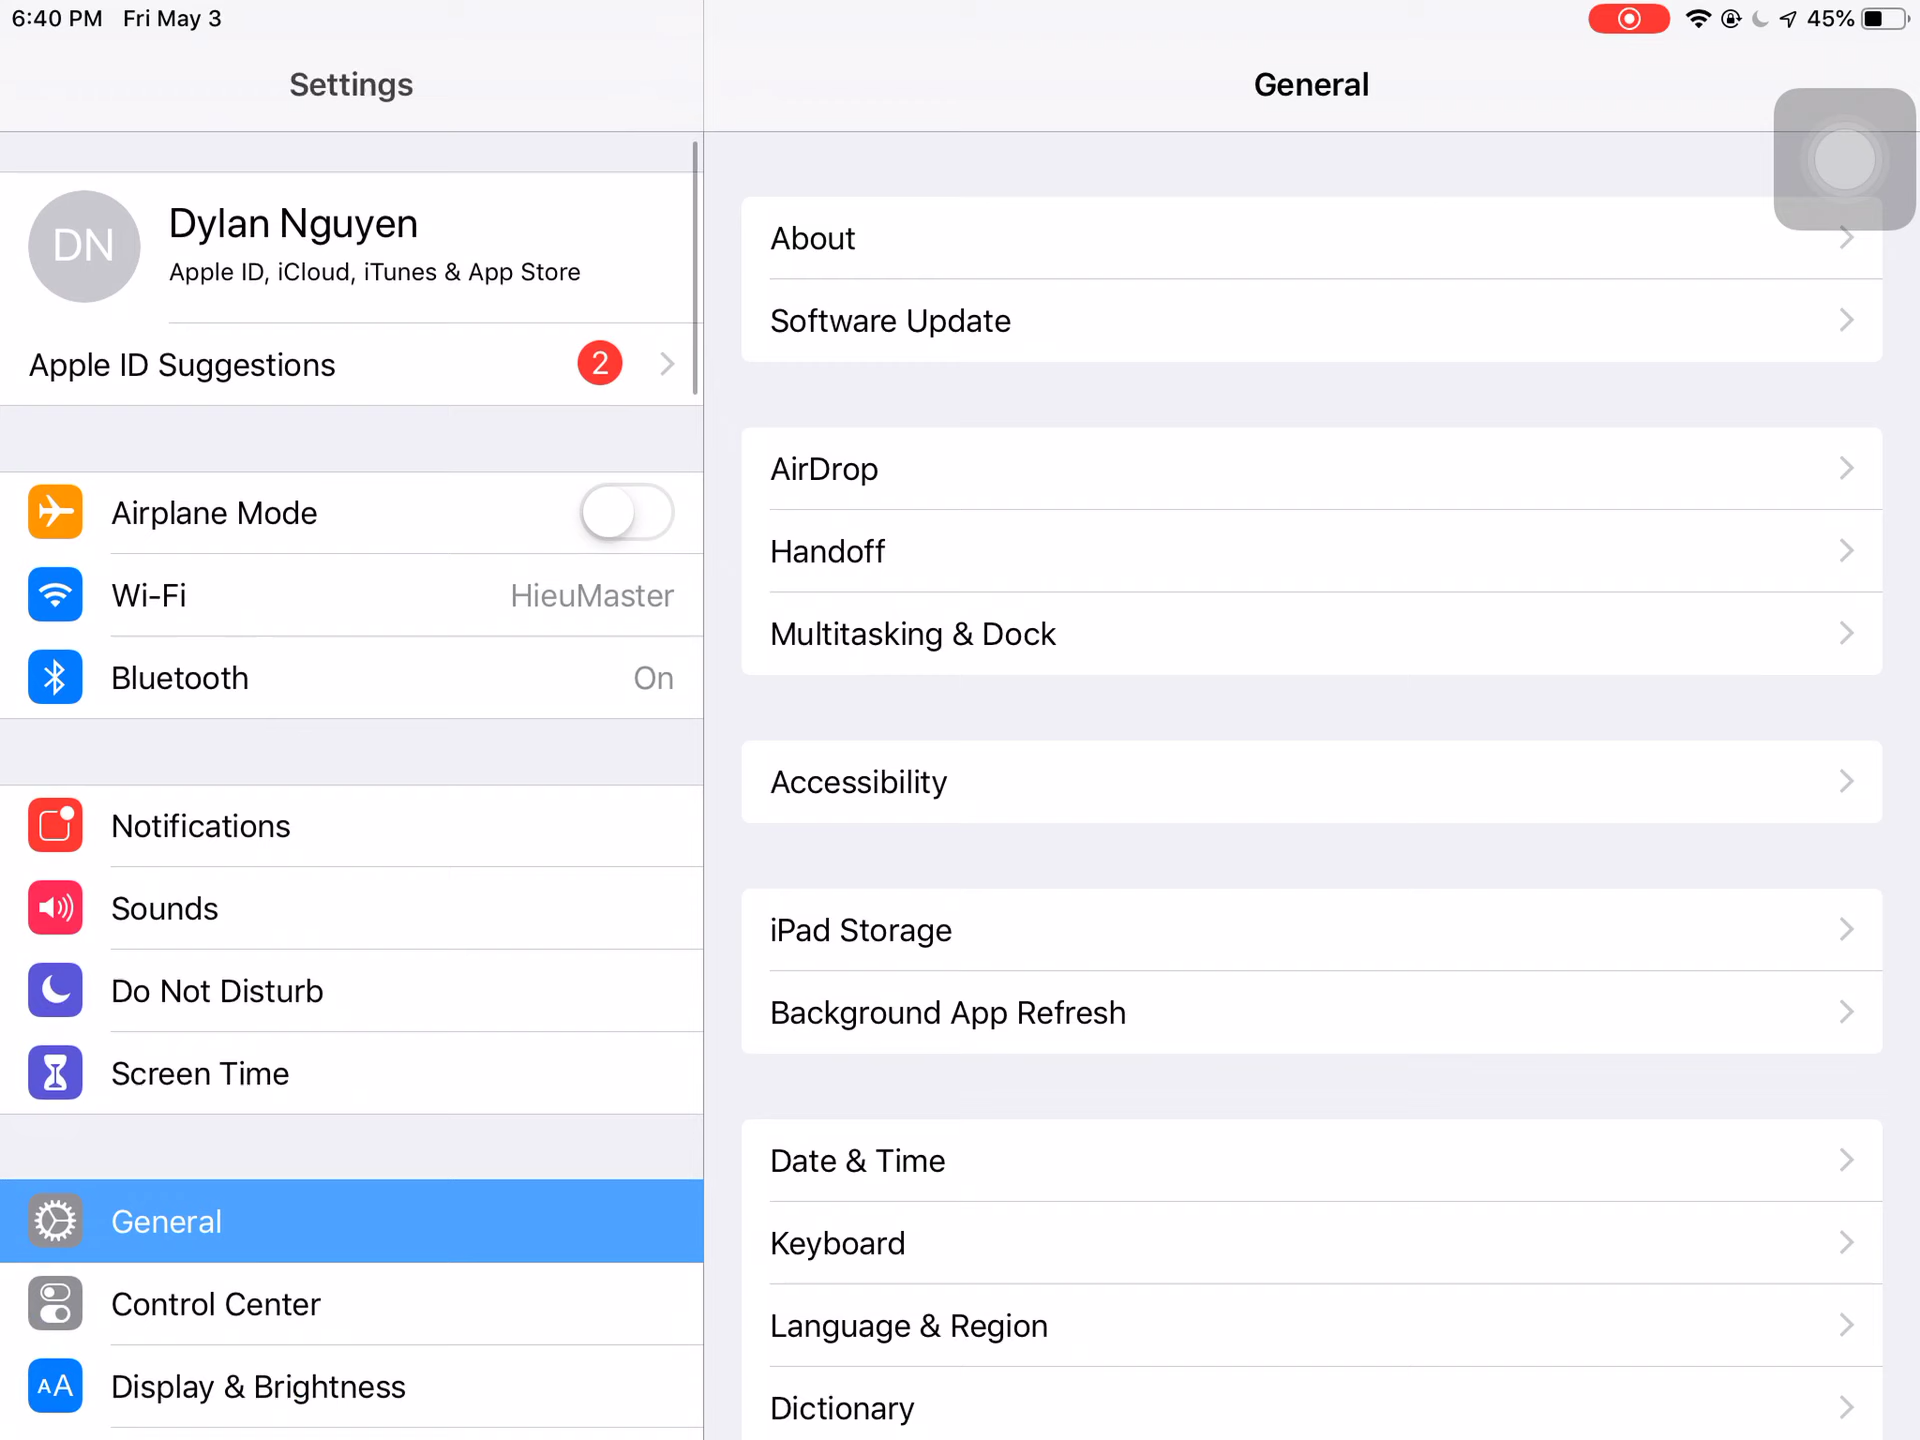 6:40 PM Fri May 3
45%
Settings
DN
Dylan Nguyen
Apple ID, iCloud, iTunes & App Store
Apple ID Suggestions 2
Airplane Mode
Wi-Fi HieuMaster
Bluetooth On
Notifications
Sounds
Do Not Disturb
Screen Time
General
Control Center
AA Display & Brightness
General
About
Software Update
AirDrop
Handoff
Multitasking & Dock
Accessibility
iPad Storage
Background App Refresh
Date & Time
Keyboard
Language & Region
Dictionary